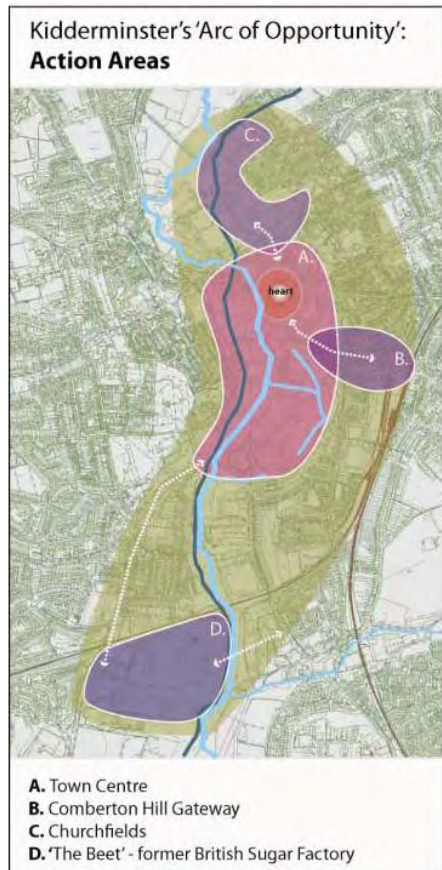 Kidderminster's 'Arc of Opportunity':
Action Areas
C.
A.
heart
B.
D.
A. Town Centre
B. Comberton Hill Gateway
C. Churchfields
D. 'The Beet' - former British Sugar Factory